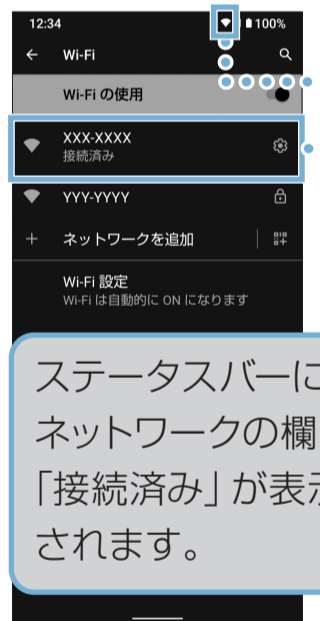 12:34
100%
Wi-Fi
Wi-Fi の使用
XXX-XXXX
接続済み
YYY-YYYY
ネットワークを追加
Wi-Fi 設定
Wi-Fi は自動的に ON になります
ステータスバーに
ネットワークの欄
「接続済み」が表示
されます。